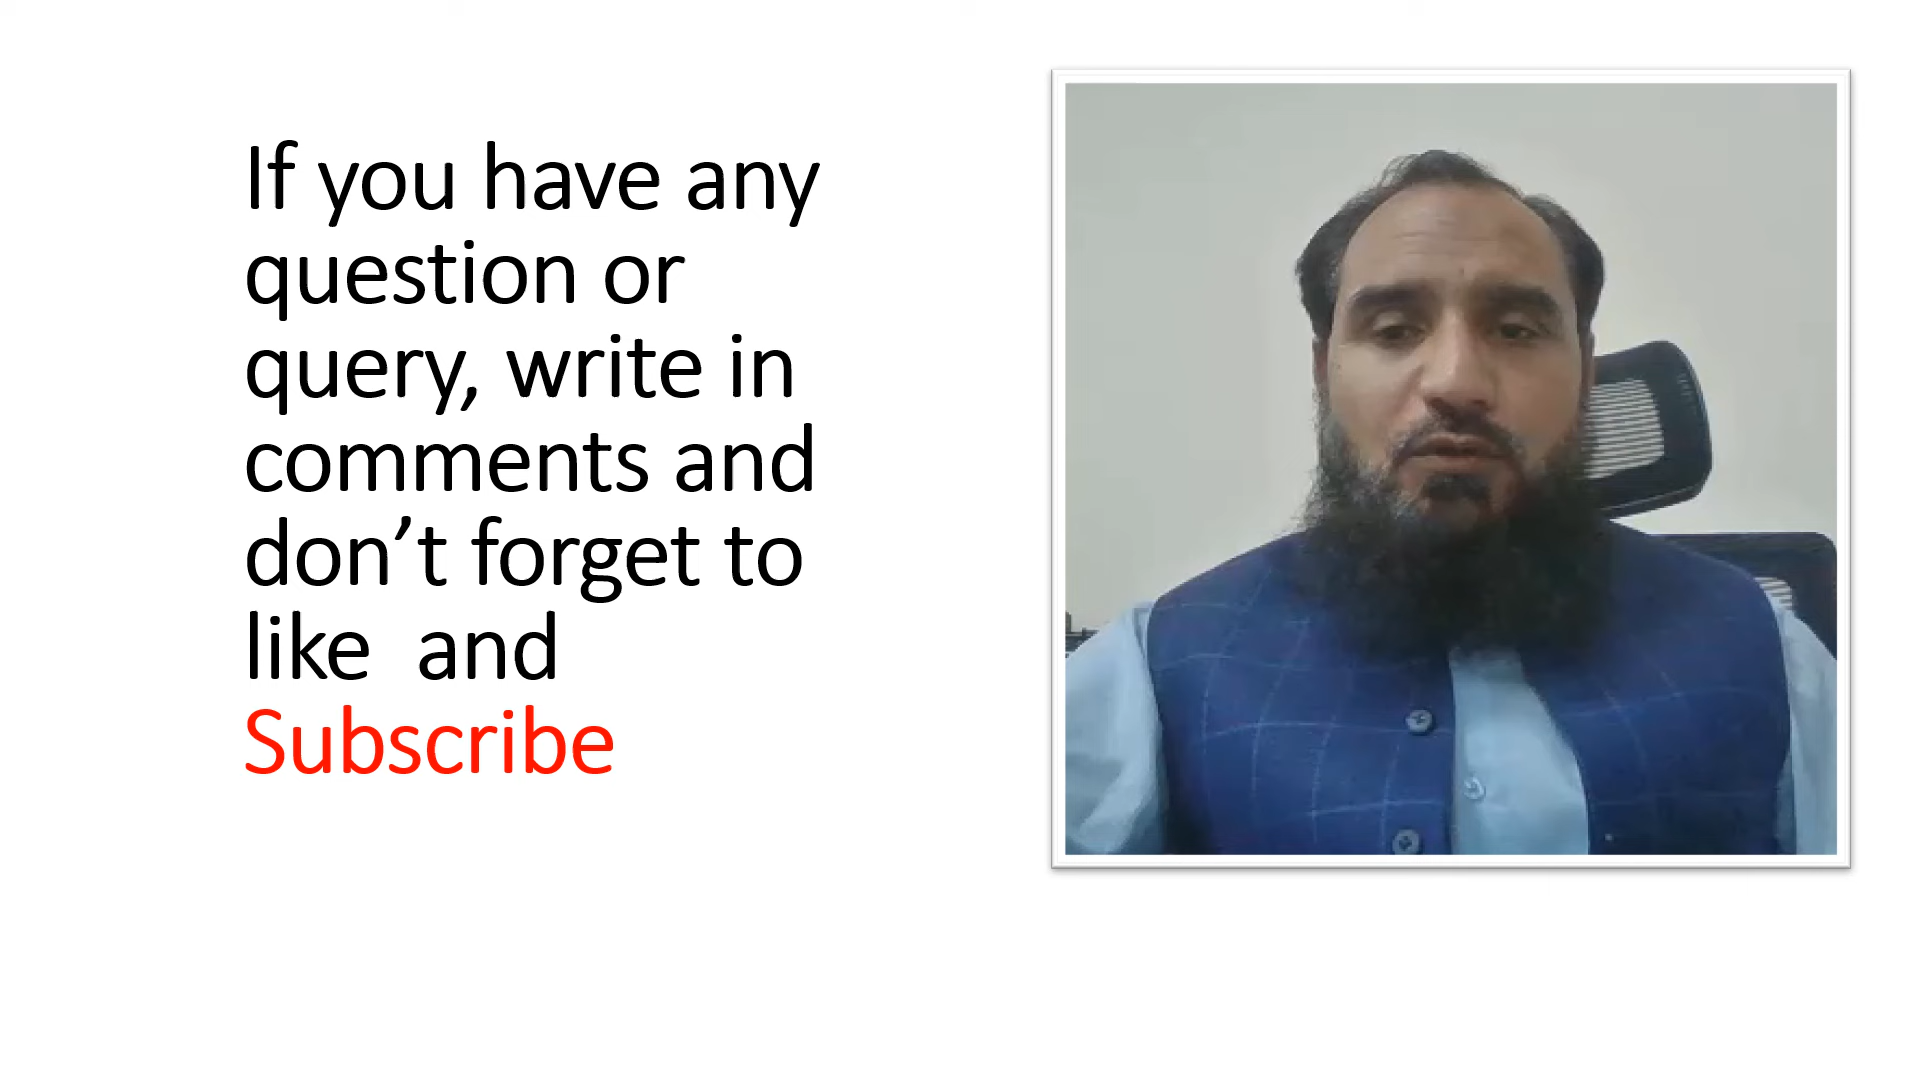 If you have any
question or
query, write in
comments and
don’t forget to
like  and
Subscribe